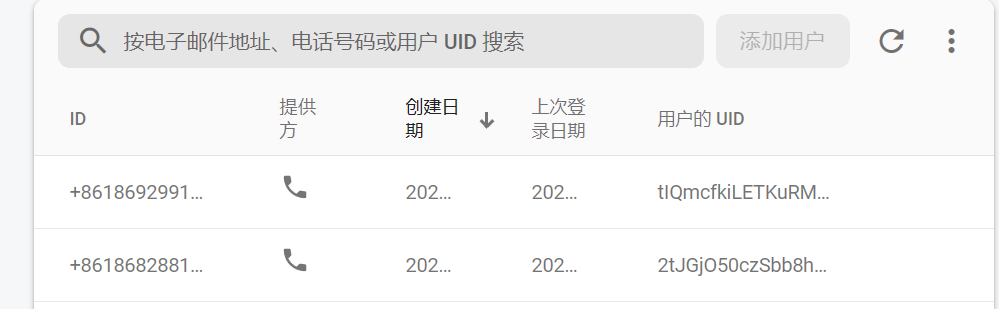 按电子邮件地址、电话号码或用户 UID 搜索
添加用户
ID
提供方
创建日期
上次登录日期
用户的 UID
+8618692991...
202...
202...
tIQmcfkiLETKuRM...
+8618682881...
202...
202...
2tJGjO50czSbb8h...